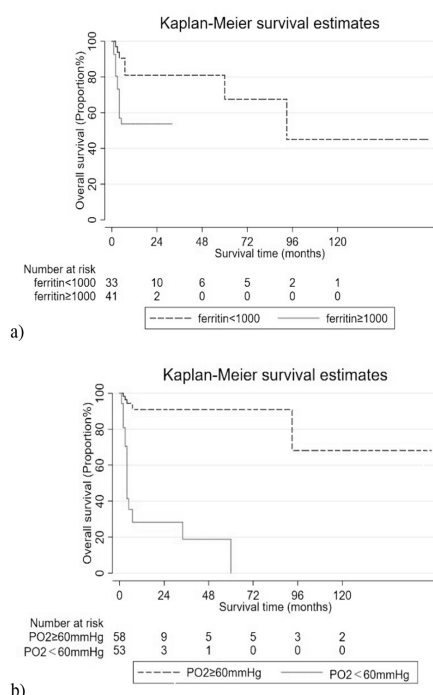 Kaplan-Meier survival estimates
Overall survival (Proportion%)
100
80
60
40
20
0
0 24 48 72 96 120
Survival time (months)
Number at risk
ferritin<1000 33 10 6 5 2 1
ferritin≥1000 41 2 0 0 0 0
ferritin<1000 ferritin≥1000
a)
Kaplan-Meier survival estimates
Overall survival (Proportion%)
100
80
60
40
20
0
0 24 48 72 96 120
Survival time (months)
Number at risk
PO2≥60mmHg 58 9 5 5 3 2
PO2<60mmHg 53 3 1 0 0 0
PO2≥60mmHg PO2<60mmHg
b)